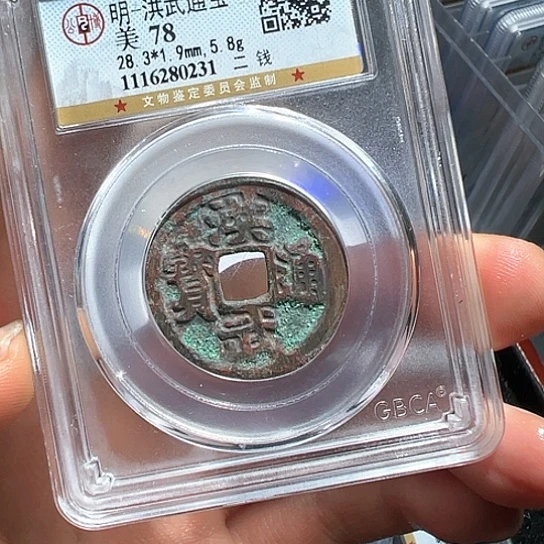 明-洪武通宝
美 78
28.3*1.9mm, 5.8g
1116280231 二 钱
★ 文物鉴定委员会监制 ★
洪武通寳
GBCA®